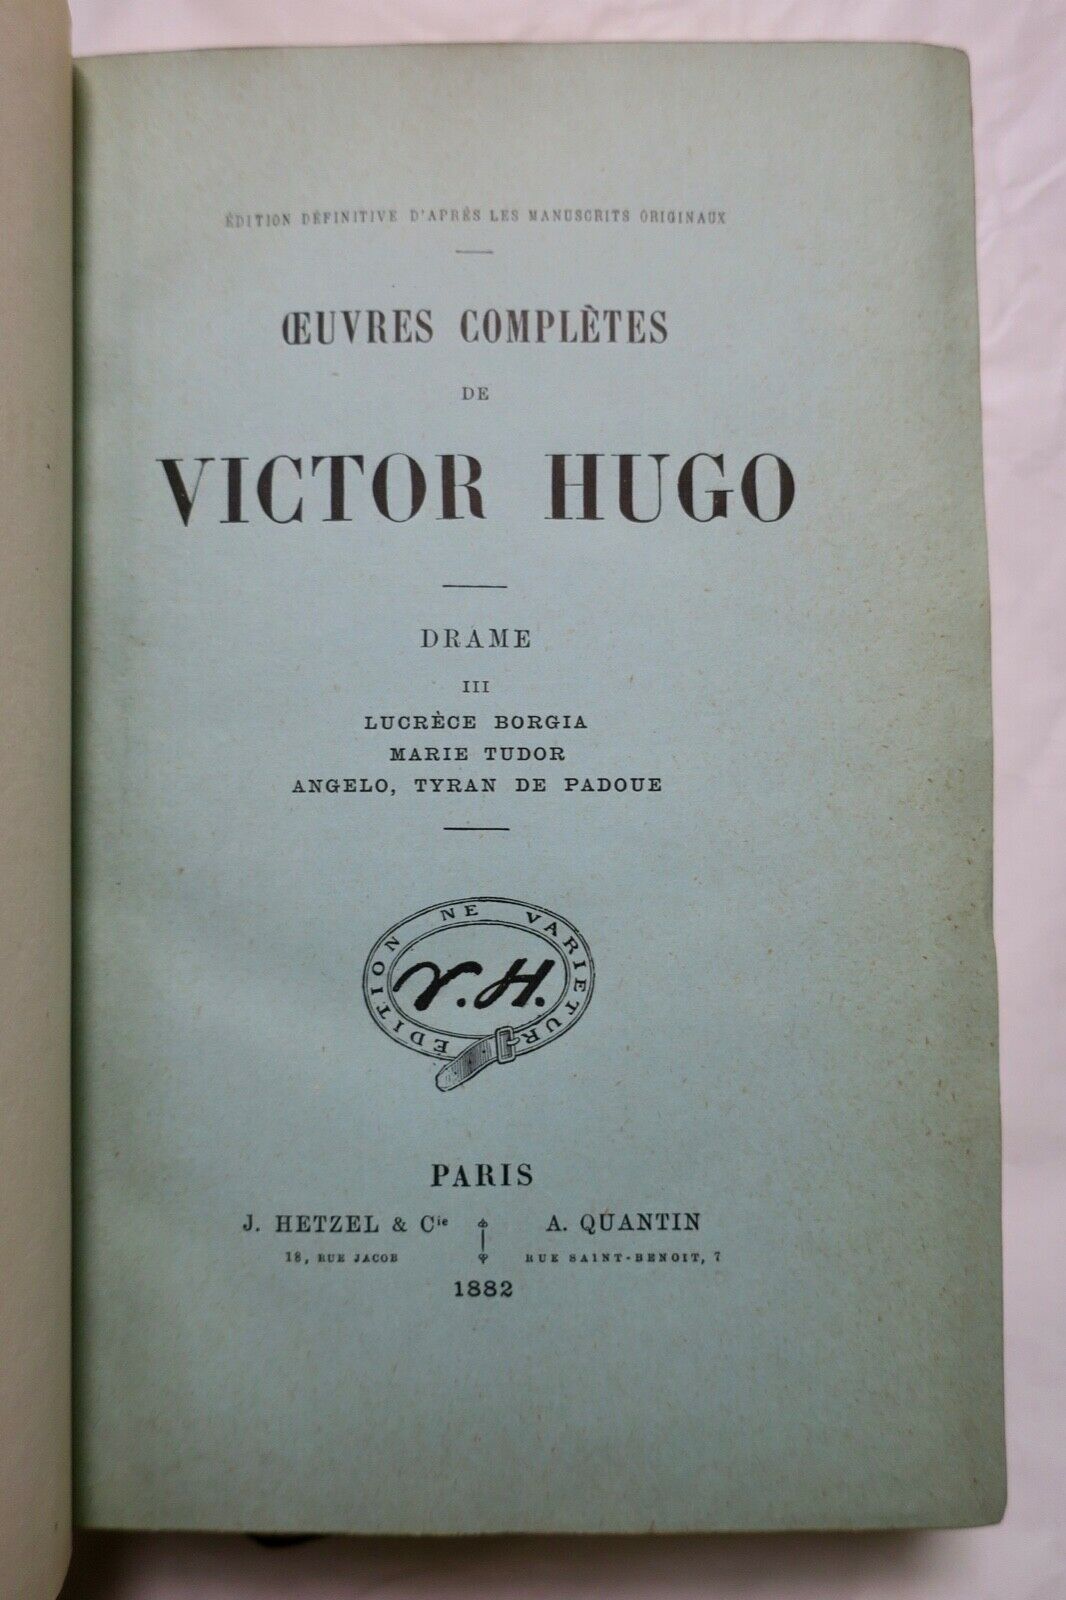 ÉDITION DÉFINITIVE D'APRÈS LES MANUSCRITS ORIGINAUX
ŒUVRES COMPLÈTES
DE
VICTOR HUGO
DRAME
III
LUCRÈCE BORGIA
MARIE TUDOR
ANGELO, TYRAN DE PADOUE
ÉDITION NE VARIETUR
V.H.
PARIS
J. HETZEL & Cie A. QUANTIN
18, RUE JACOB RUE SAINT-BENOIT, 7
1882